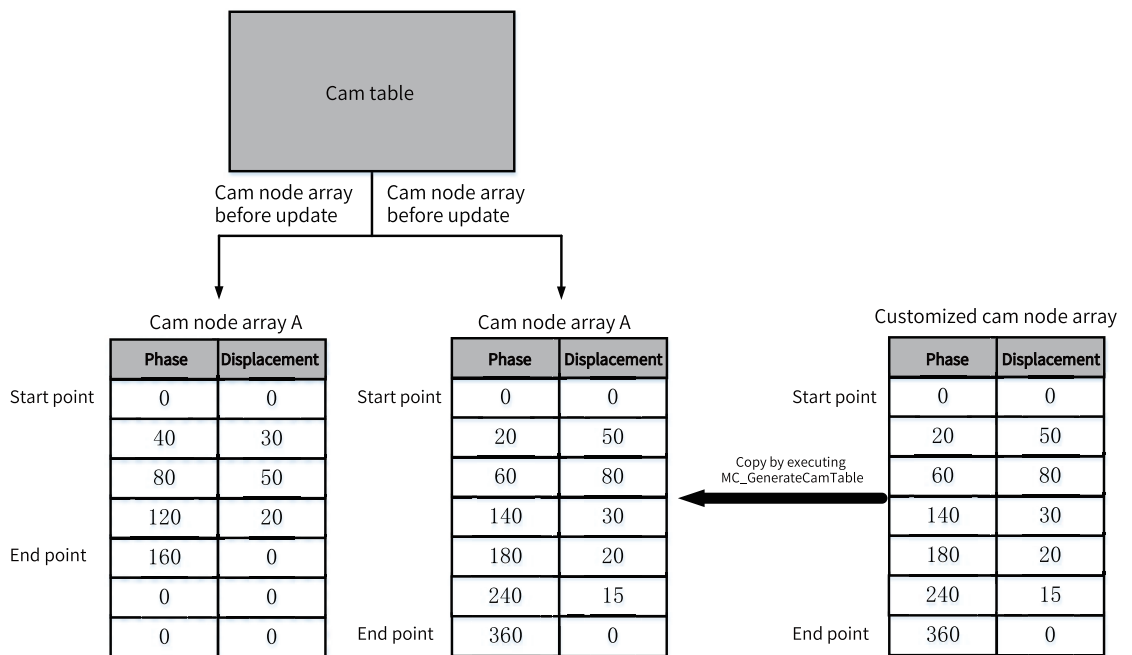 Cam table
Cam node array
before update
Cam node array
before update
Cam node array A
Phase Displacement
Start point 0 0
40 30
80 50
120 20
End point 160 0
0 0
0 0
Cam node array A
Phase Displacement
Start point 0 0
20 50
60 80
140 30
180 20
240 15
End point 360 0
Copy by executing
MC_GenerateCamTable
Customized cam node array
Phase Displacement
Start point 0 0
20 50
60 80
140 30
180 20
240 15
End point 360 0